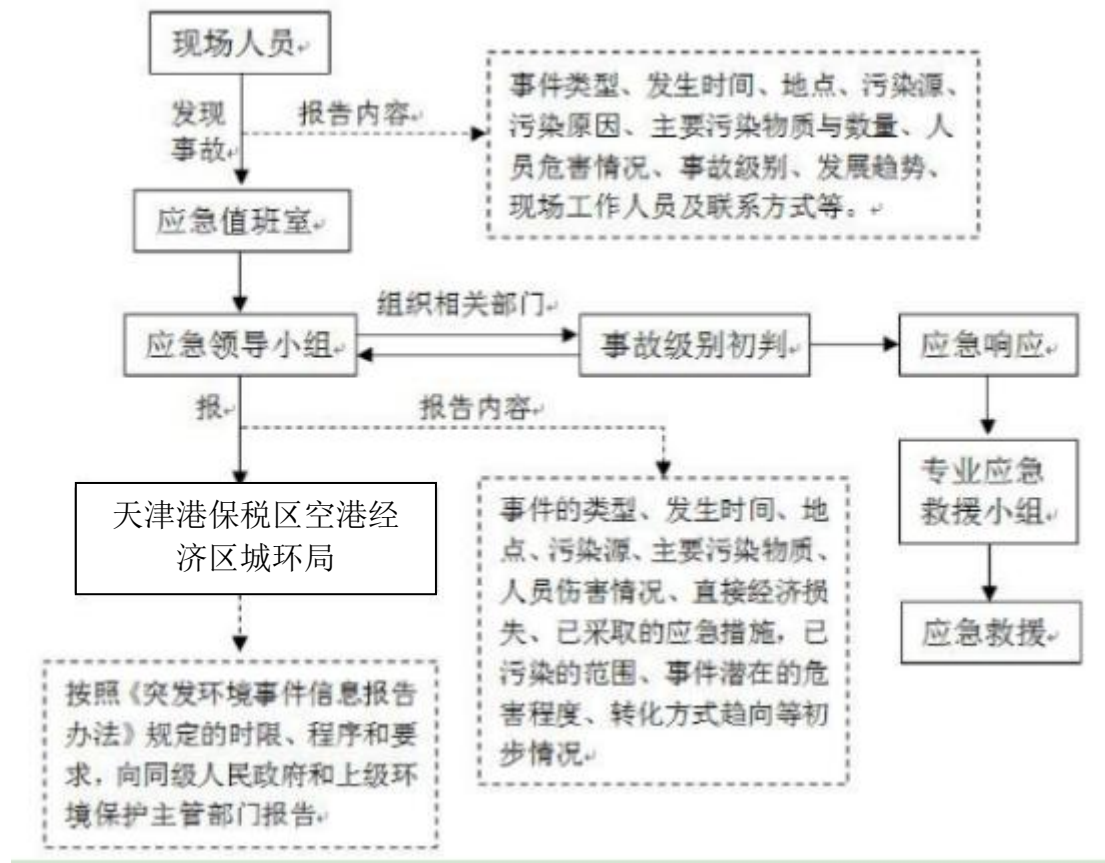 现场人员
发现
事故
报告内容
事件类型、发生时间、地点、污染源、
污染原因、主要污染物质与数量、人
员危害情况、事故级别、发展趋势、
现场工作人员及联系方式等。
应急值班室
组织相关部门
应急领导小组
事故级别初判
应急响应
报
报告内容
天津港保税区空港经
济区城环局
事件的类型、发生时间、地
点、污染源、主要污染物质、
人员伤害情况、直接经济损
失、已采取的应急措施，已
污染的范围、事件潜在的危
害程度、转化方式趋向等初
步情况
专业应急
救援小组
应急救援
按照《突发环境事件信息报告
办法》规定的时限、程序和要
求，向同级人民政府和上级环
境保护主管部门报告